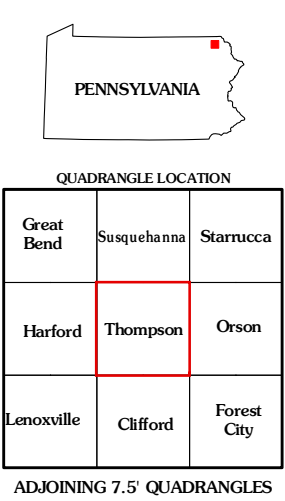 PENNSYLVANIA
QUADRANGLE LOCATION
Great
Bend
Susquehanna
Starrucca
Harford
Thompson
Orson
Lenoxville
Clifford
Forest
City
ADJOINING 7.5' QUADRANGLES